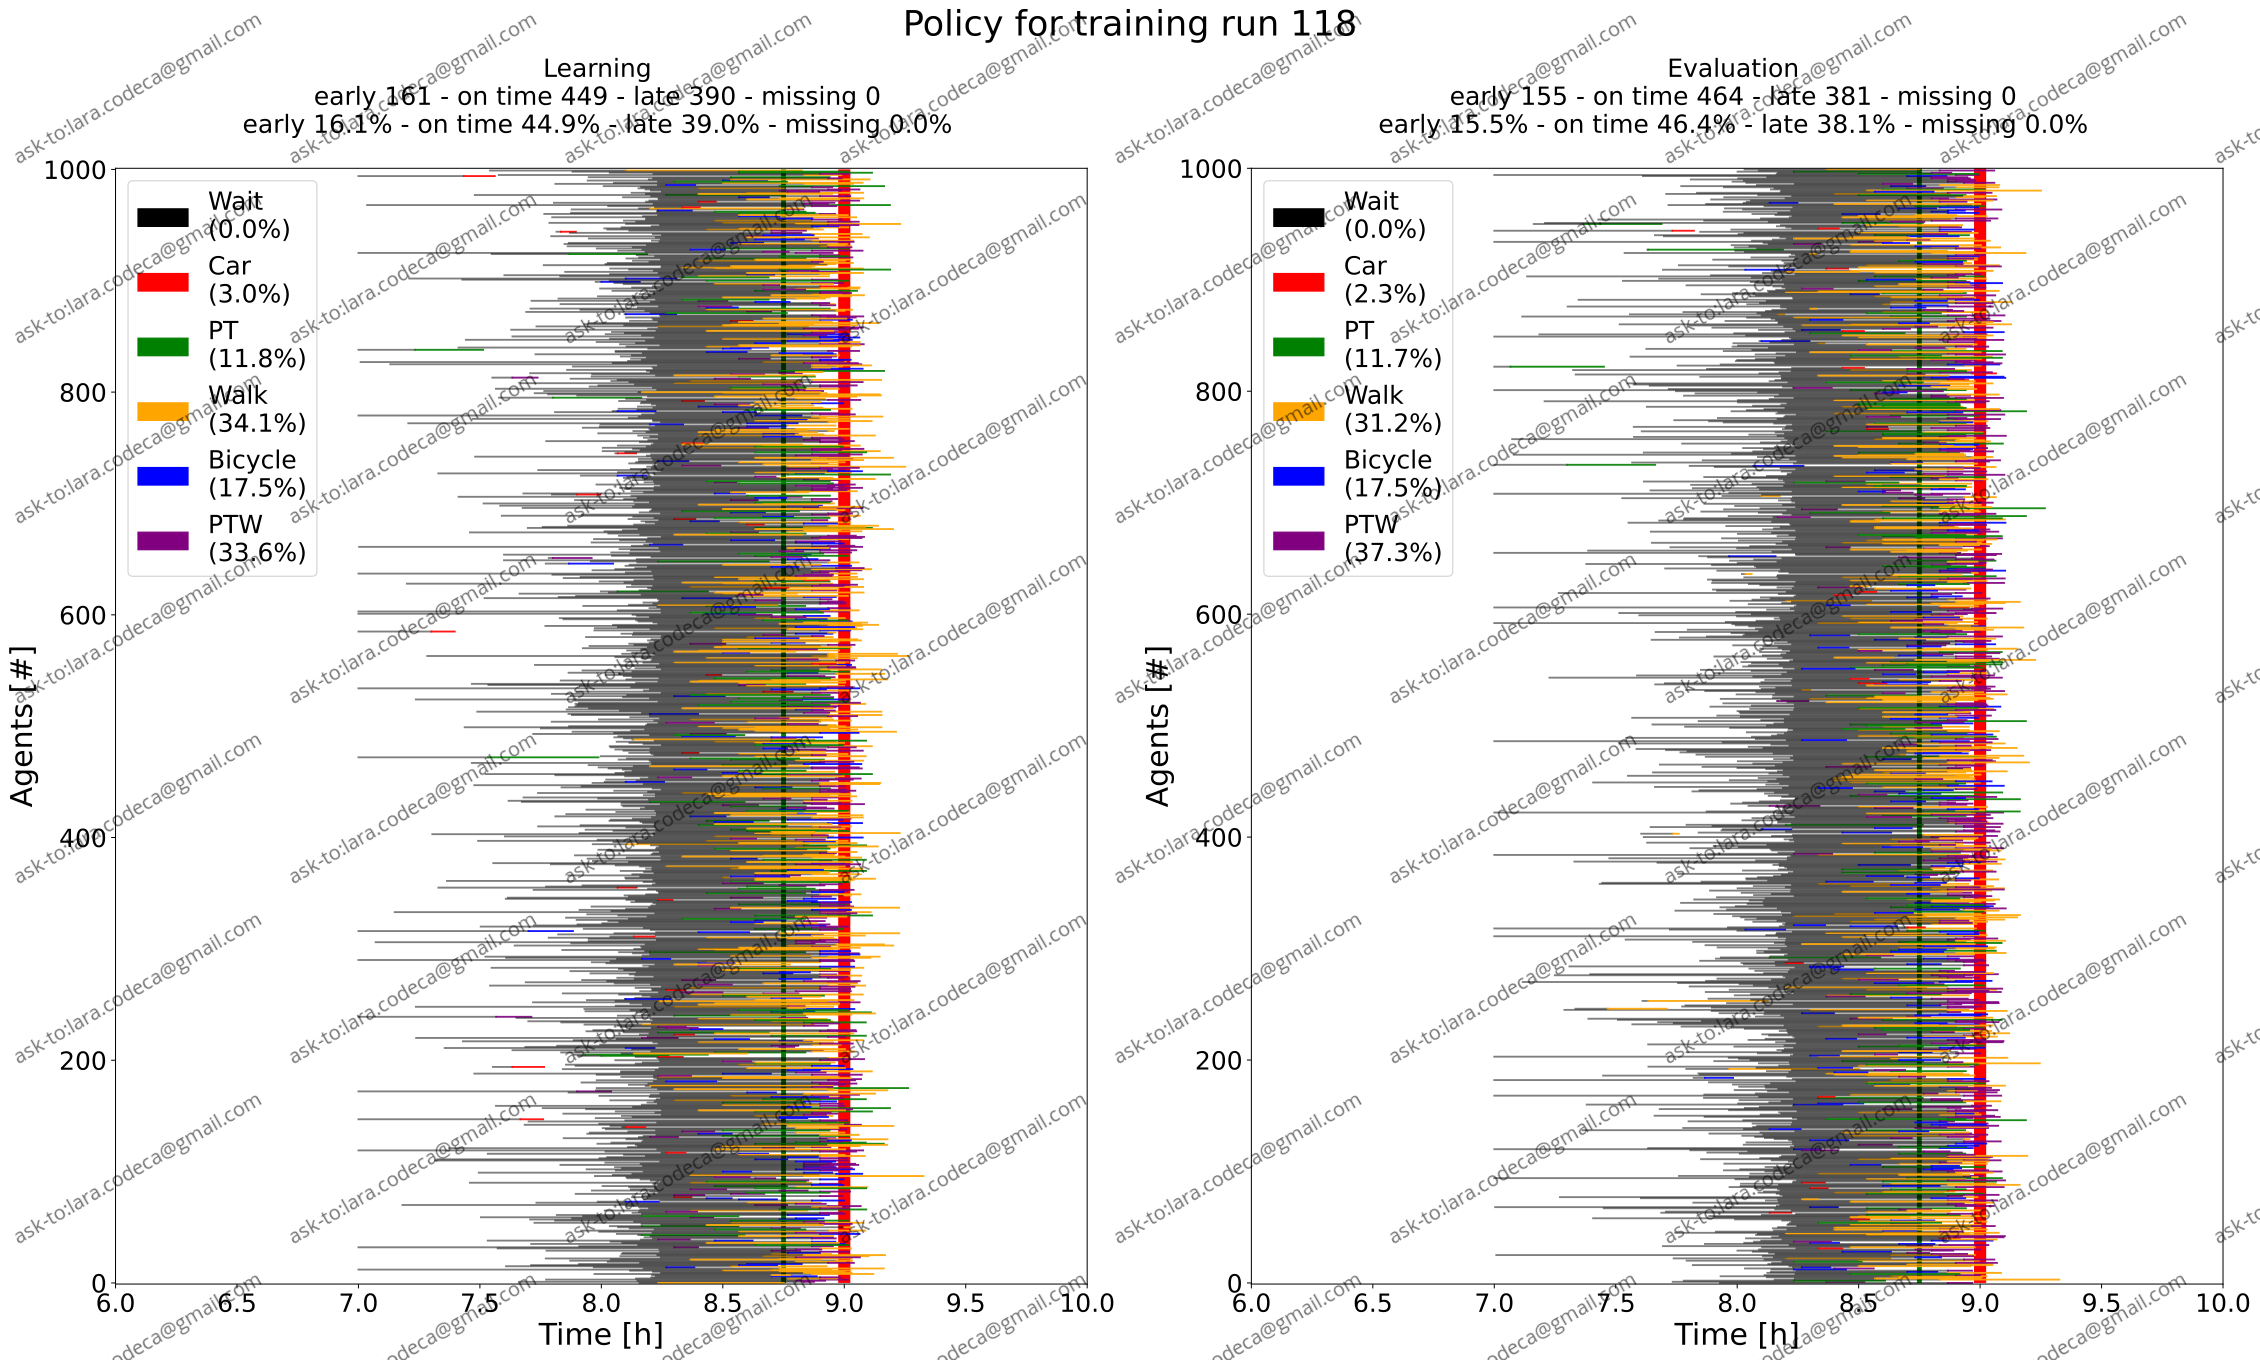 Policy for training run 118
Learning
early 161 - on time 449 - late 390 - missing 0
early 16.1% - on time 44.9% - late 39.0% - missing 0.0%
Evaluation
early 155 - on time 464 - late 381 - missing 0
early 15.5% - on time 46.4% - late 38.1% - missing 0.0%
Agents [#]
1000
800
600
400
200
0
Wait
(0.0%)
Car
(3.0%)
PT
(11.8%)
Walk
(34.1%)
Bicycle
(17.5%)
PTW
(33.6%)
6.0 6.5 7.0 7.5 8.0 8.5 9.0 9.5 10.0
Time [h]
Agents [#]
1000
800
600
400
200
0
Wait
(0.0%)
Car
(2.3%)
PT
(11.7%)
Walk
(31.2%)
Bicycle
(17.5%)
PTW
(37.3%)
6.0 6.5 7.0 7.5 8.0 8.5 9.0 9.5 10.0
Time [h]
ask-to:lara.codeca@gmail.com